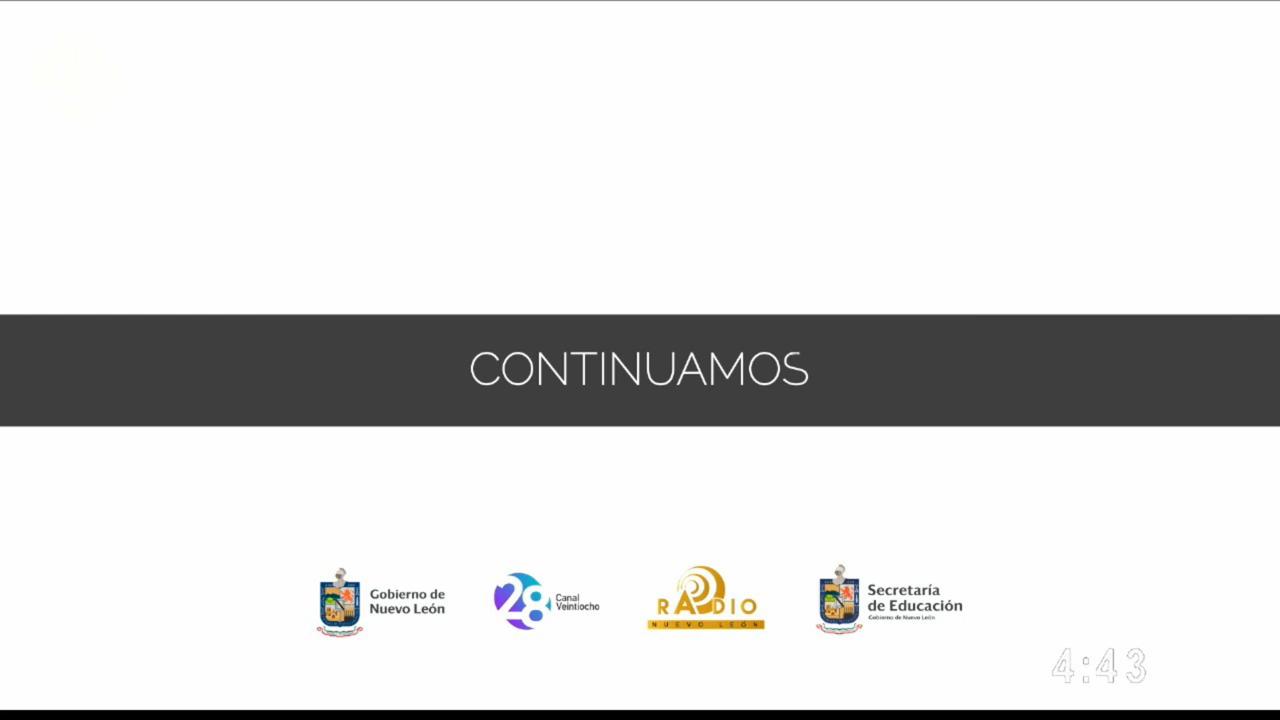 CONTINUAMOS
Gobierno de
Nuevo León
28
Canal
Veintiocho
RADIO
NUEVO LEÓN
Secretaría
de Educación
Gobierno de Nuevo León
4:43